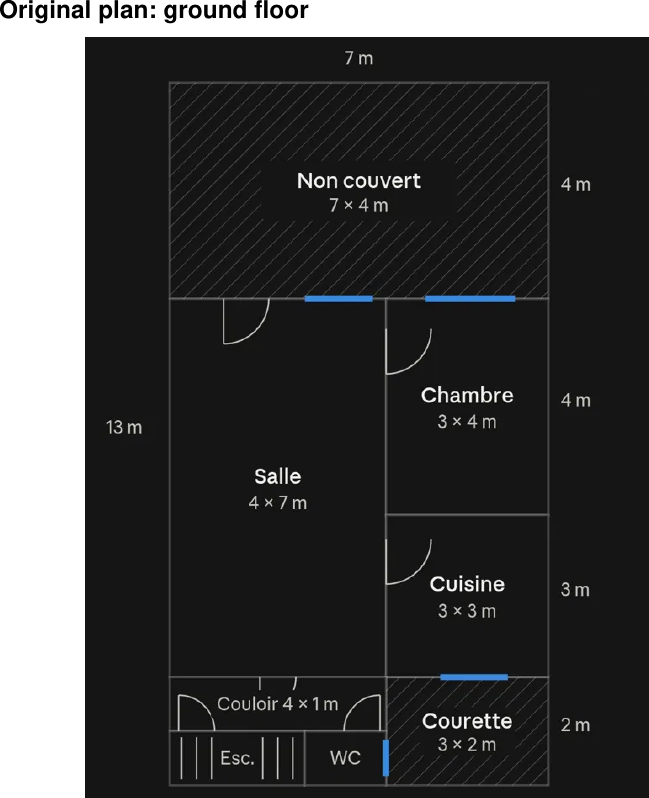 Original plan: ground floor
7 m
Non couvert
7 × 4 m
4 m
Chambre
3 × 4 m
4 m
13 m
Salle
4 × 7 m
Cuisine
3 × 3 m
3 m
Couloir 4 × 1 m
Courette
3 × 2 m
2 m
Esc.
WC